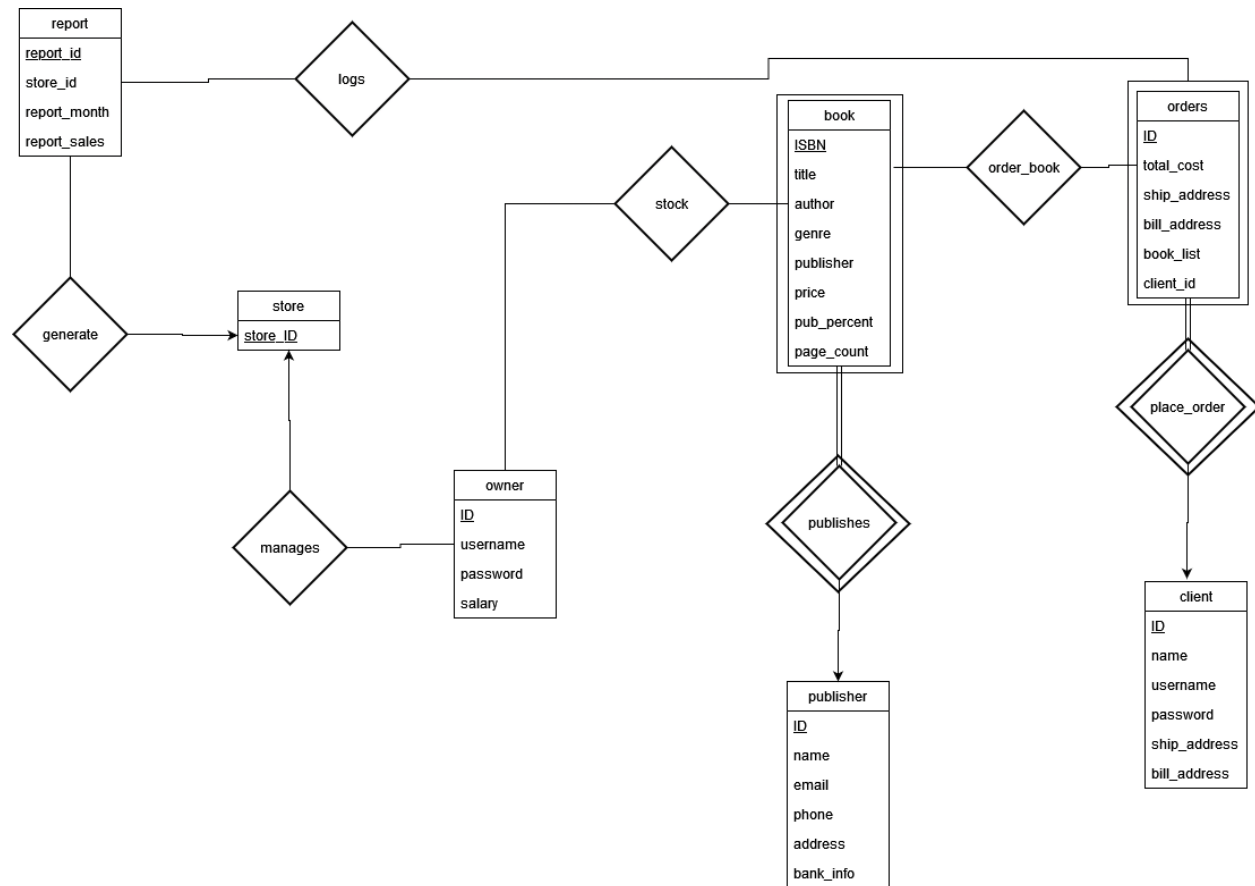 report
report_id
store_id
report_month
report_sales
logs
book
ISBN
title
author
genre
publisher
price
pub_percent
page_count
order_book
orders
ID
total_cost
ship_address
bill_address
book_list
client_id
stock
generate
store
store_ID
place_order
manages
owner
ID
username
password
salary
publishes
client
ID
name
username
password
ship_address
bill_address
publisher
ID
name
email
phone
address
bank_info